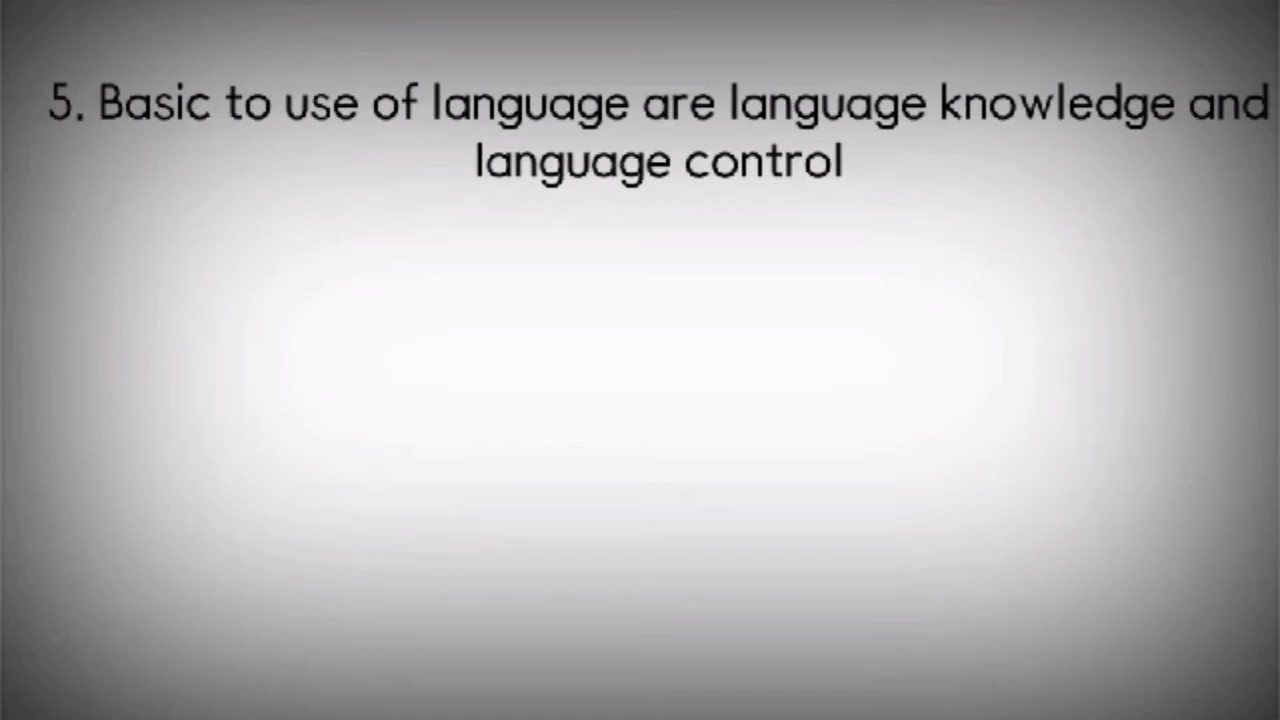 5. Basic to use of language are language knowledge and
language control